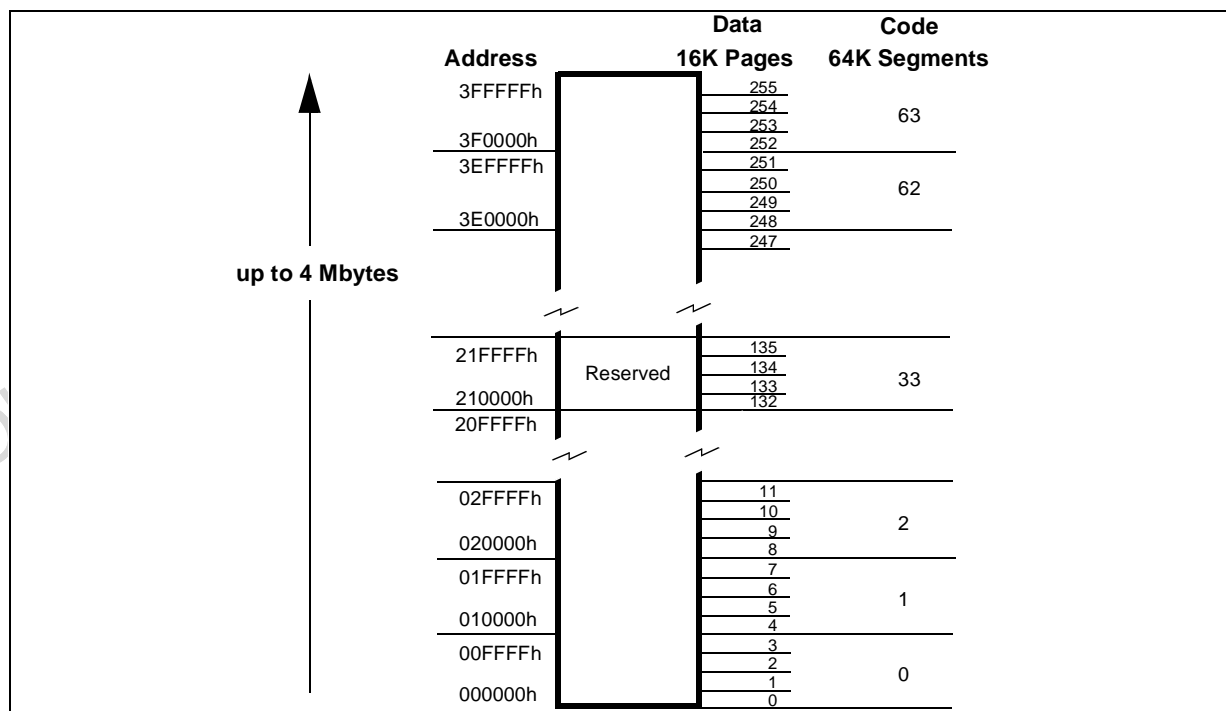 Data Code
Address 16K Pages 64K Segments
3FFFFFh 255
254
63
253
3F0000h 252
3EFFFFh 251
250 62
249
3E0000h 248
247
up to 4 Mbytes
21FFFFh 135
Reserved 134 33
133
210000h 132
20FFFFh
02FFFFh 11
10
2
020000h 9
8
01FFFFh 7
6
1
5
010000h 4
00FFFFh 3
2
0
1
000000h 0